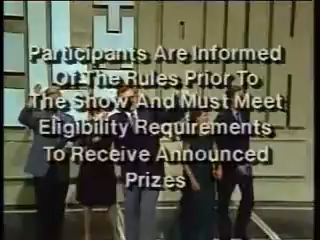 Participants Are Informed
Of The Rules Prior To
The Show And Must Meet
Eligibility Requirements
To Receive Announced
Prizes